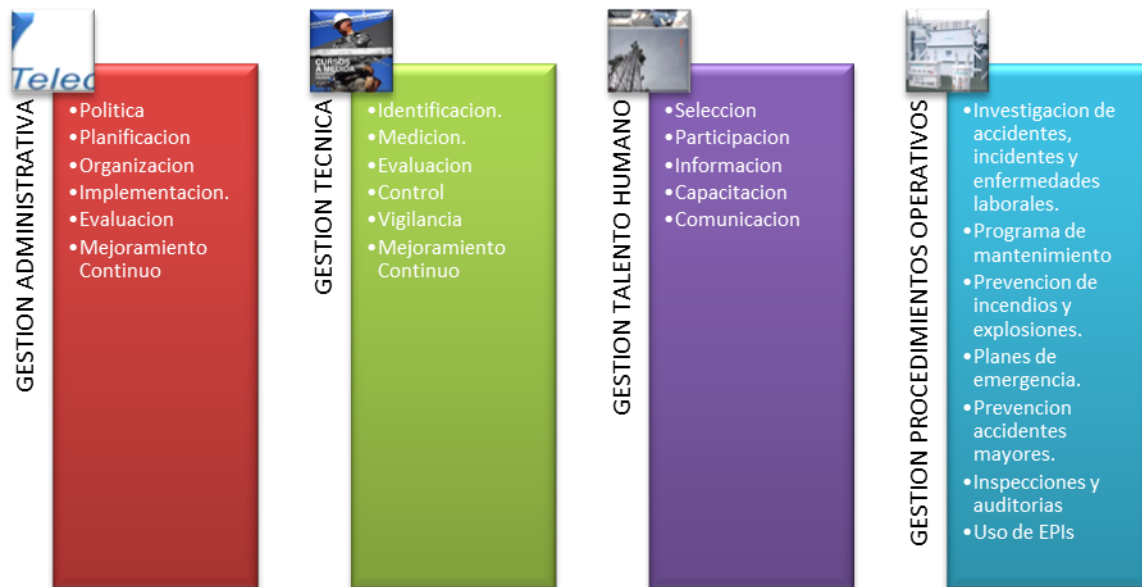 Telec
GESTION ADMINISTRATIVA
•Politica
•Planificacion
•Organizacion
•Implementacion.
•Evaluacion
•Mejoramiento
Continuo
CURSOS
A MEDIDA
GESTION TECNICA
•Identificacion.
•Medicion.
•Evaluacion
•Control
•Vigilancia
•Mejoramiento
Continuo
GESTION TALENTO HUMANO
•Seleccion
•Participacion
•Informacion
•Capacitacion
•Comunicacion
GESTION PROCEDIMIENTOS OPERATIVOS
•Investigacion de
accidentes,
incidentes y
enfermedades
laborales.
•Programa de
mantenimiento
•Prevencion de
incendios y
explosiones.
•Planes de
emergencia.
•Prevencion
accidentes
mayores.
•Inspecciones y
auditorias
•Uso de EPIs